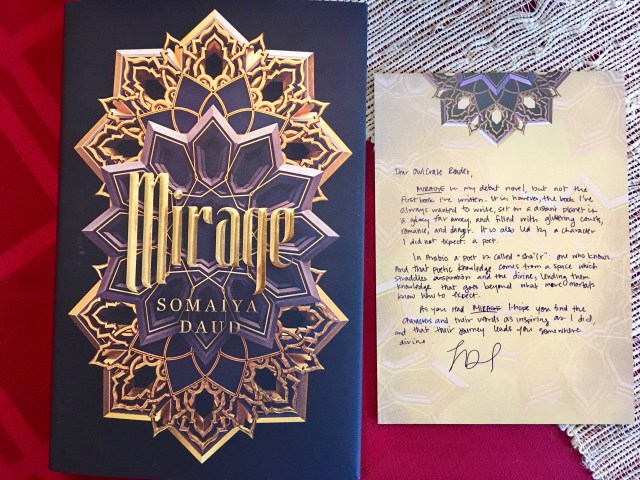 Mirage
SOMAIYA
DAUD
Dear OwlCrate Reader,
MIRAGE is my debut novel, but not the
first book I've written. It is, however, the book I've
always wanted to write, set on a distant planet in
a galaxy far away, and filled with glittering courts,
romance, and danger. It is also led by a character
I did not expect: a poet.
In Arabic a poet is called "sha'ir": one who knows.
And that poetic knowledge comes from a space which
straddles inspiration and the divine, lending them
knowledge that goes beyond what mere mortals
know how to expect.
As you read MIRAGE I hope you find the
characters and their words as inspiring as I did,
and that their journey leads you somewhere
divine.